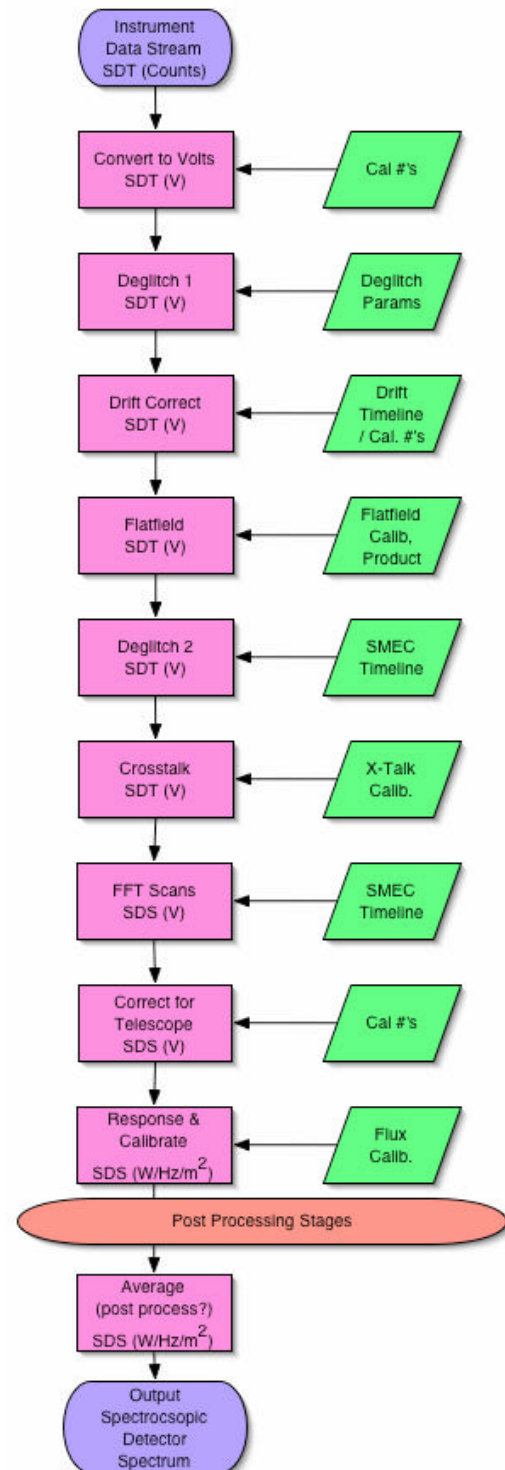 Instrument
Data Stream
SDT (Counts)
Convert to Volts
SDT (V)
Cal #'s
Deglitch 1
SDT (V)
Deglitch
Params
Drift Correct
SDT (V)
Drift
Timeline
/ Cal. #'s
Flatfield
SDT (V)
Flatfield
Calib,
Product
Deglitch 2
SDT (V)
SMEC
Timeline
Crosstalk
SDT (V)
X-Talk
Calib.
FFT Scans
SDS (V)
SMEC
Timeline
Correct for
Telescope
SDS (V)
Cal #'s
Response &
Calibrate
SDS (W/Hz/m²)
Flux
Calib.
Post Processing Stages
Average
(post process?)
SDS (W/Hz/m²)
Output
Spectrocsopic
Detector
Spectrum